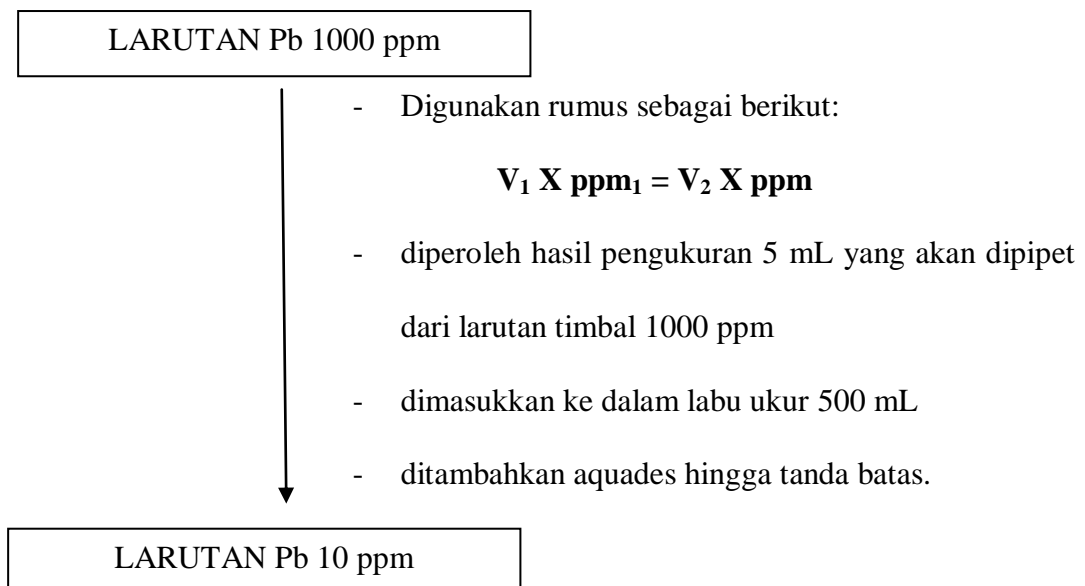 LARUTAN Pb 1000 ppm
- Digunakan rumus sebagai berikut:
V₁ X ppm₁ = V₂ X ppm
- diperoleh hasil pengukuran 5 mL yang akan dipipet
dari larutan timbal 1000 ppm
- dimasukkan ke dalam labu ukur 500 mL
- ditambahkan aquades hingga tanda batas.
LARUTAN Pb 10 ppm